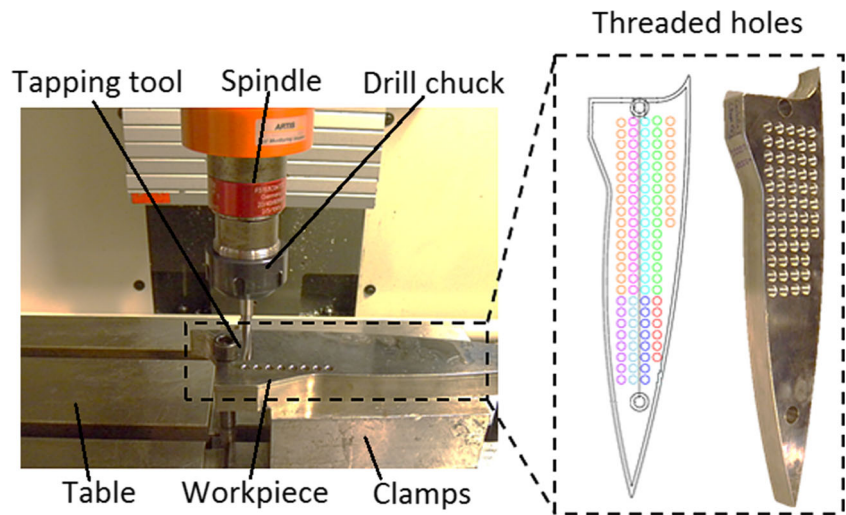 Threaded holes
Tapping tool
Spindle
Drill chuck
ARTIS
Table
Workpiece
Clamps